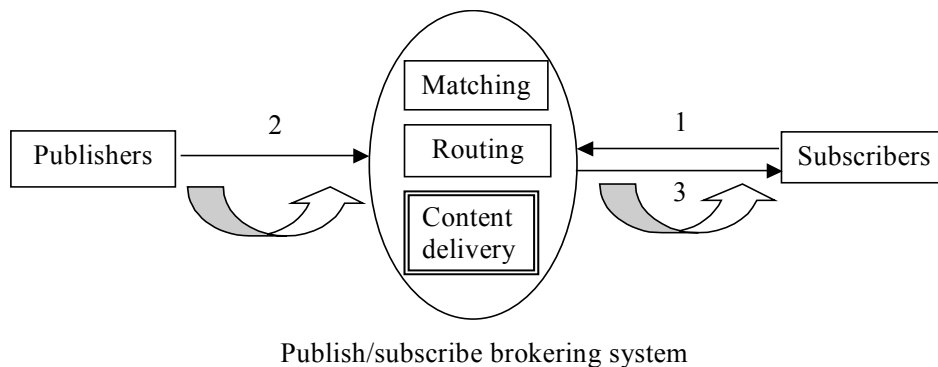 Publishers
2
Matching
Routing
Content
delivery
1
3
Subscribers
Publish/subscribe brokering system